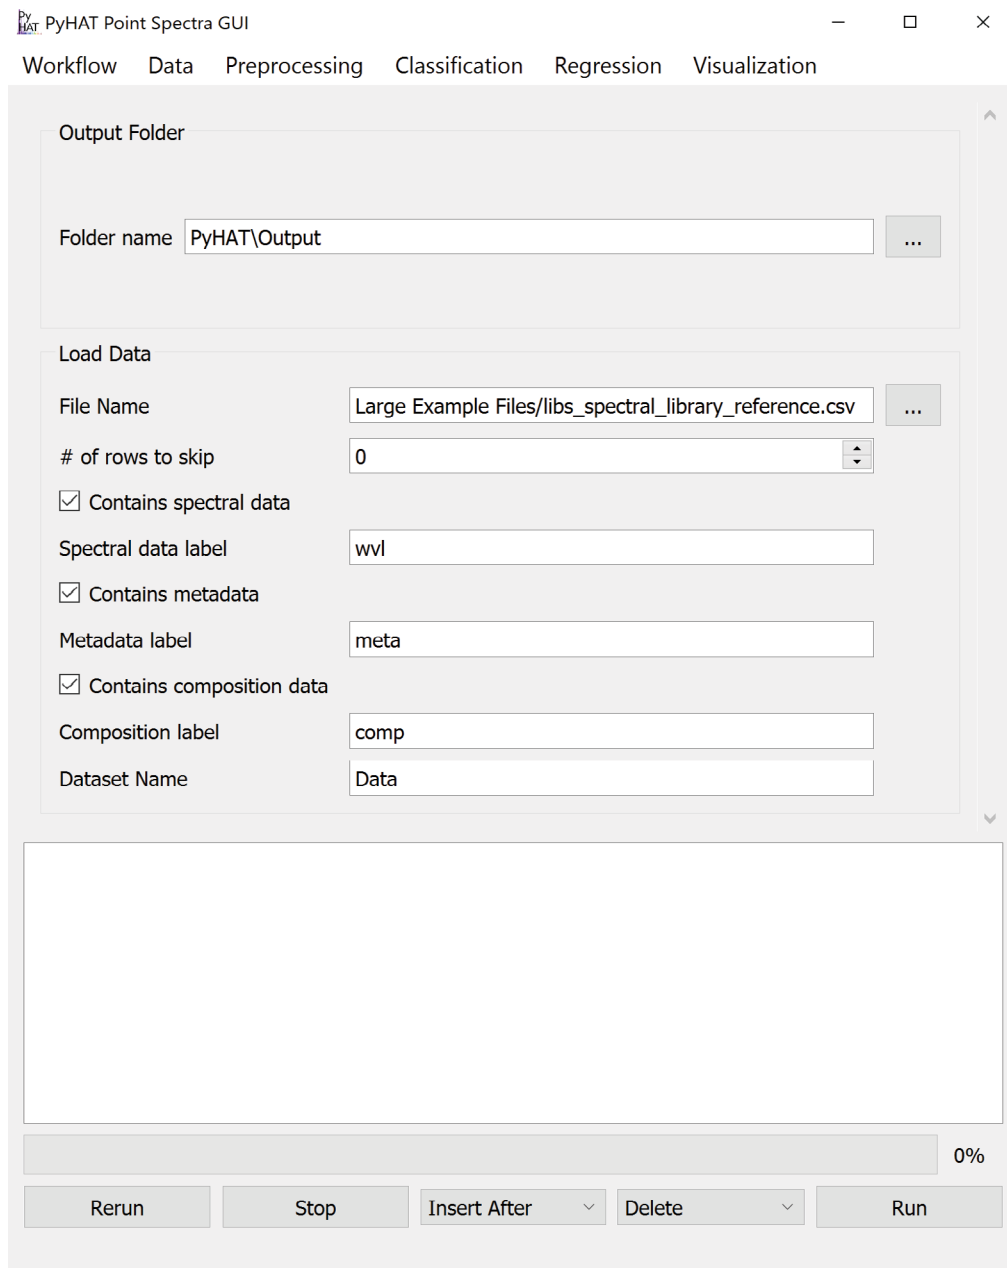 Py
HAT PyHAT Point Spectra GUI
Workflow Data Preprocessing Classification Regression Visualization
Output Folder
Folder name PyHAT\Output ...
Load Data
File Name Large Example Files/libs_spectral_library_reference.csv ...
# of rows to skip 0
Contains spectral data
Spectral data label wvl
Contains metadata
Metadata label meta
Contains composition data
Composition label comp
Dataset Name Data
0%
Rerun Stop Insert After Delete Run